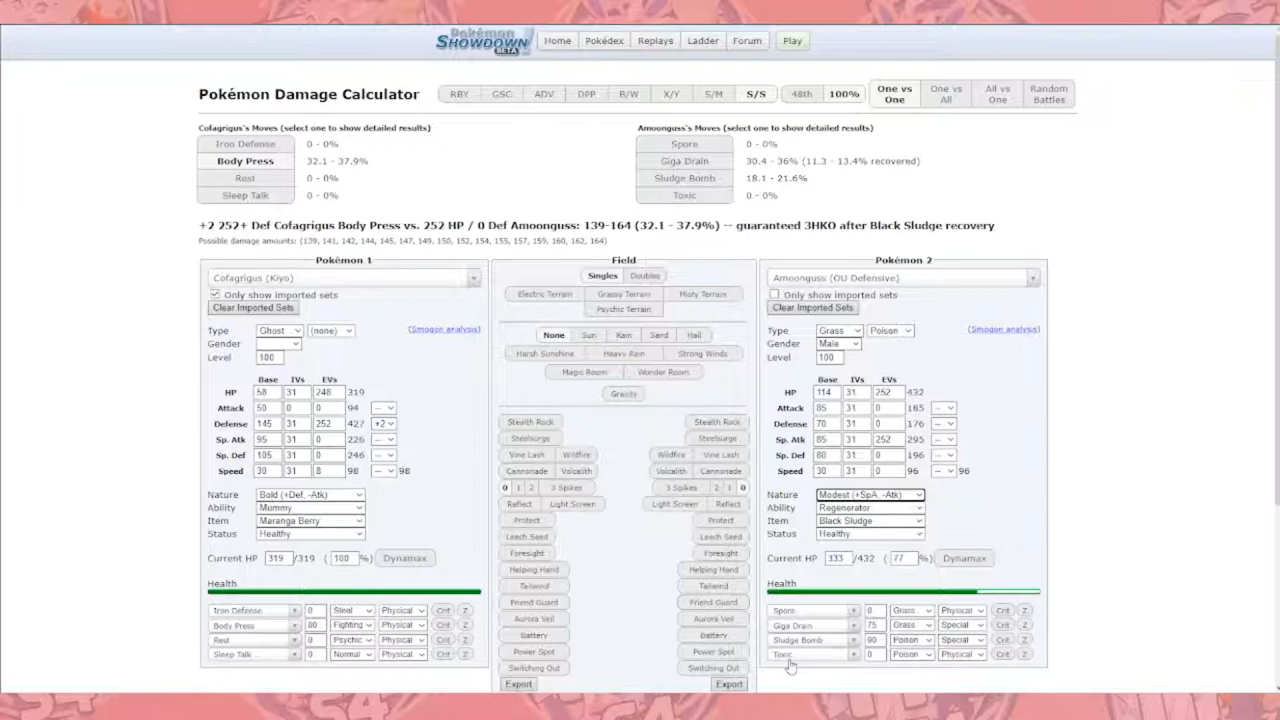 Pokémon
SHOWDOWN!
BETA
Home Pokédex Replays Ladder Forum Play
Pokémon Damage Calculator
RBY GSC ADV DPP B/W X/Y S/M S/S
48th 100%
One vs One
One vs All
All vs One
Random Battles
Cofagrigus's Moves (select one to show detailed results)
Iron Defense 0 - 0%
Body Press 32.1 - 37.9%
Rest 0 - 0%
Sleep Talk 0 - 0%
Amoonguss's Moves (select one to show detailed results)
Spore 0 - 0%
Giga Drain 30.4 - 36% (11.3 - 13.4% recovered)
Sludge Bomb 18.1 - 21.6%
Toxic 0 - 0%
+2 252+ Def Cofagrigus Body Press vs. 252 HP / 0 Def Amoonguss: 139-164 (32.1 - 37.9%) -- guaranteed 3HKO after Black Sludge recovery
Possible damage amounts: (139, 141, 142, 144, 145, 147, 149, 150, 152, 154, 155, 157, 159, 160, 162, 164)
Pokémon 1
Cofagrigus (Kiyo)
Only show imported sets
Clear Imported Sets
Type Ghost (none) (Smogon analysis)
Gender
Level 100
Base IVs EVs
HP 58 31 248 319
Attack 50 0 0 94 --
Defense 145 31 252 427 +2
Sp. Atk 95 31 0 226 --
Sp. Def 105 31 0 246 --
Speed 30 31 8 98 -- 98
Nature Bold (+Def, -Atk)
Ability Mummy
Item Maranga Berry
Status Healthy
Current HP 319 /319 ( 100 %) Dynamax
Health
Iron Defense 0 Steel Physical Crit Z
Body Press 80 Fighting Physical Crit Z
Rest 0 Psychic Physical Crit Z
Sleep Talk 0 Normal Physical Crit Z
Field
Singles Doubles
Electric Terrain Grassy Terrain Misty Terrain
Psychic Terrain
None Sun Rain Sand Hail
Harsh Sunshine Heavy Rain Strong Winds
Magic Room Wonder Room
Gravity
Stealth Rock Stealth Rock
Steelsurge Steelsurge
Vine Lash Wildfire Wildfire Vine Lash
Cannonade Volcalith Volcalith Cannonade
0 1 2 3 Spikes 3 Spikes 2 1 0
Reflect Light Screen Light Screen Reflect
Protect Protect
Leech Seed Leech Seed
Foresight Foresight
Helping Hand Helping Hand
Tailwind Tailwind
Friend Guard Friend Guard
Aurora Veil Aurora Veil
Battery Battery
Power Spot Power Spot
Switching Out Switching Out
Export Export
Pokémon 2
Amoonguss (OU Defensive)
Only show imported sets
Clear Imported Sets
Type Grass Poison (Smogon analysis)
Gender Male
Level 100
Base IVs EVs
HP 114 31 252 432
Attack 85 31 0 185 --
Defense 70 31 0 176 --
Sp. Atk 85 31 252 295 --
Sp. Def 80 31 0 196 --
Speed 30 31 0 96 -- 96
Nature Modest (+SpA, -Atk)
Ability Regenerator
Item Black Sludge
Status Healthy
Current HP 333 /432 ( 77 %) Dynamax
Health
Spore 0 Grass Physical Crit Z
Giga Drain 75 Grass Special Crit Z
Sludge Bomb 90 Poison Special Crit Z
Toxic 0 Poison Physical Crit Z